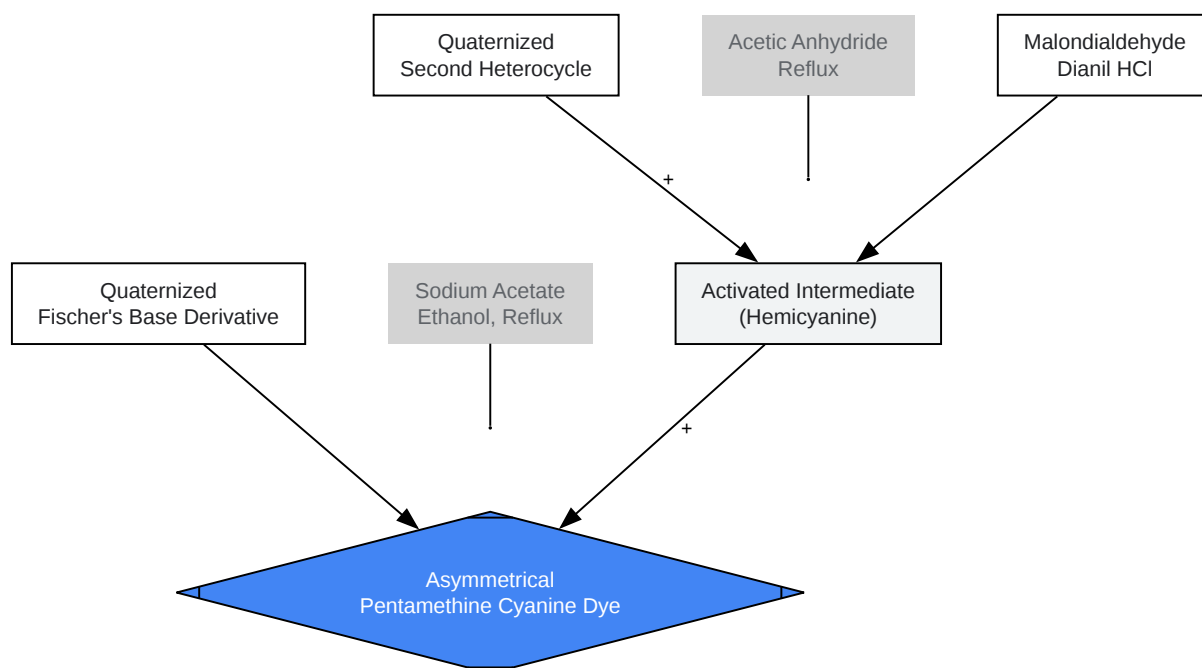 Quaternized
Second Heterocycle
Acetic Anhydride
Reflux
Malondialdehyde
Dianil HCl
+
Quaternized
Fischer's Base Derivative
Sodium Acetate
Ethanol, Reflux
Activated Intermediate
(Hemicyanine)
+
Asymmetrical
Pentamethine Cyanine Dye